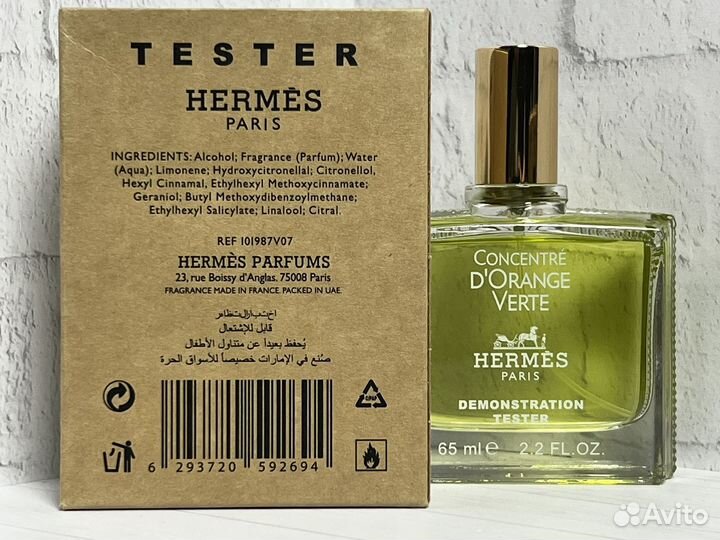 TESTER
HERMÈS
PARIS
INGREDIENTS: Alcohol; Fragrance (Parfum); Water
(Aqua); Limonene; Hydroxycitronellal; Citronellol,
Hexyl Cinnamal, Ethylhexyl Methoxycinnamate;
Geraniol; Butyl Methoxydibenzoylmethane;
Ethylhexyl Salicylate; Linalool; Citral.
REF 101987V07
HERMÈS PARFUMS
23, rue Boissy d'Anglas. 75008 Paris
FRAGRANCE MADE IN FRANCE. PACKED IN UAE.
قابل للإشتعال
يُحفظ بعيداً عن متناول الأطفال
صُنع في الإمارات خصيصاً للأسواق الحرة
6 293720 592694
CONCENTRÉ
D'ORANGE
VERTE
HERMÈS
PARIS
DEMONSTRATION
TESTER
65 ml e 2.2 FL.OZ.
Avito